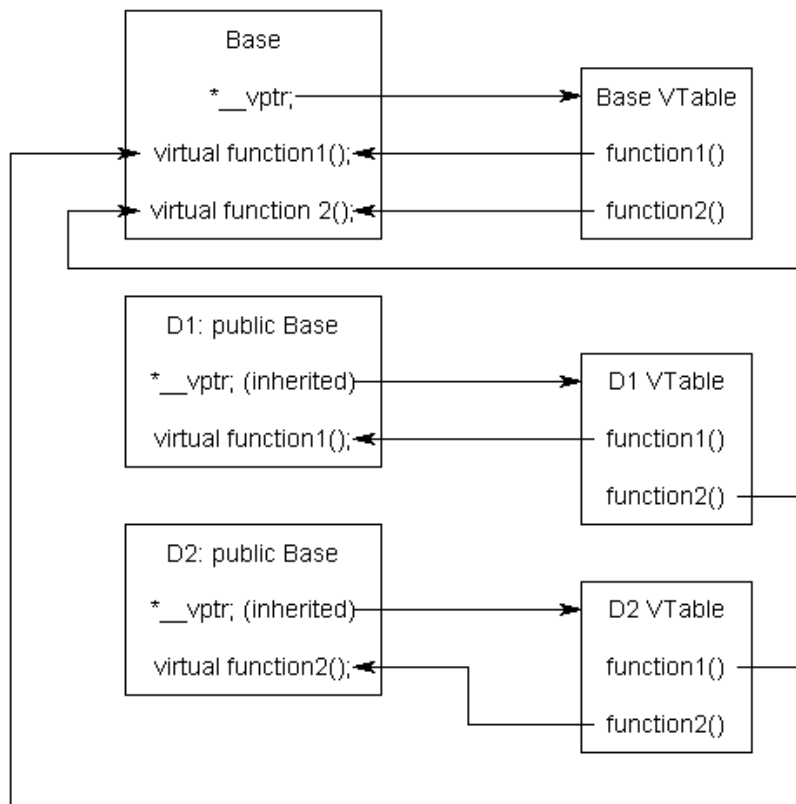 Base
*__vptr;
virtual function1();
virtual function 2();
Base VTable
function1()
function2()
D1: public Base
*__vptr; (inherited)
virtual function1();
D1 VTable
function1()
function2()
D2: public Base
*__vptr; (inherited)
virtual function2();
D2 VTable
function1()
function2()